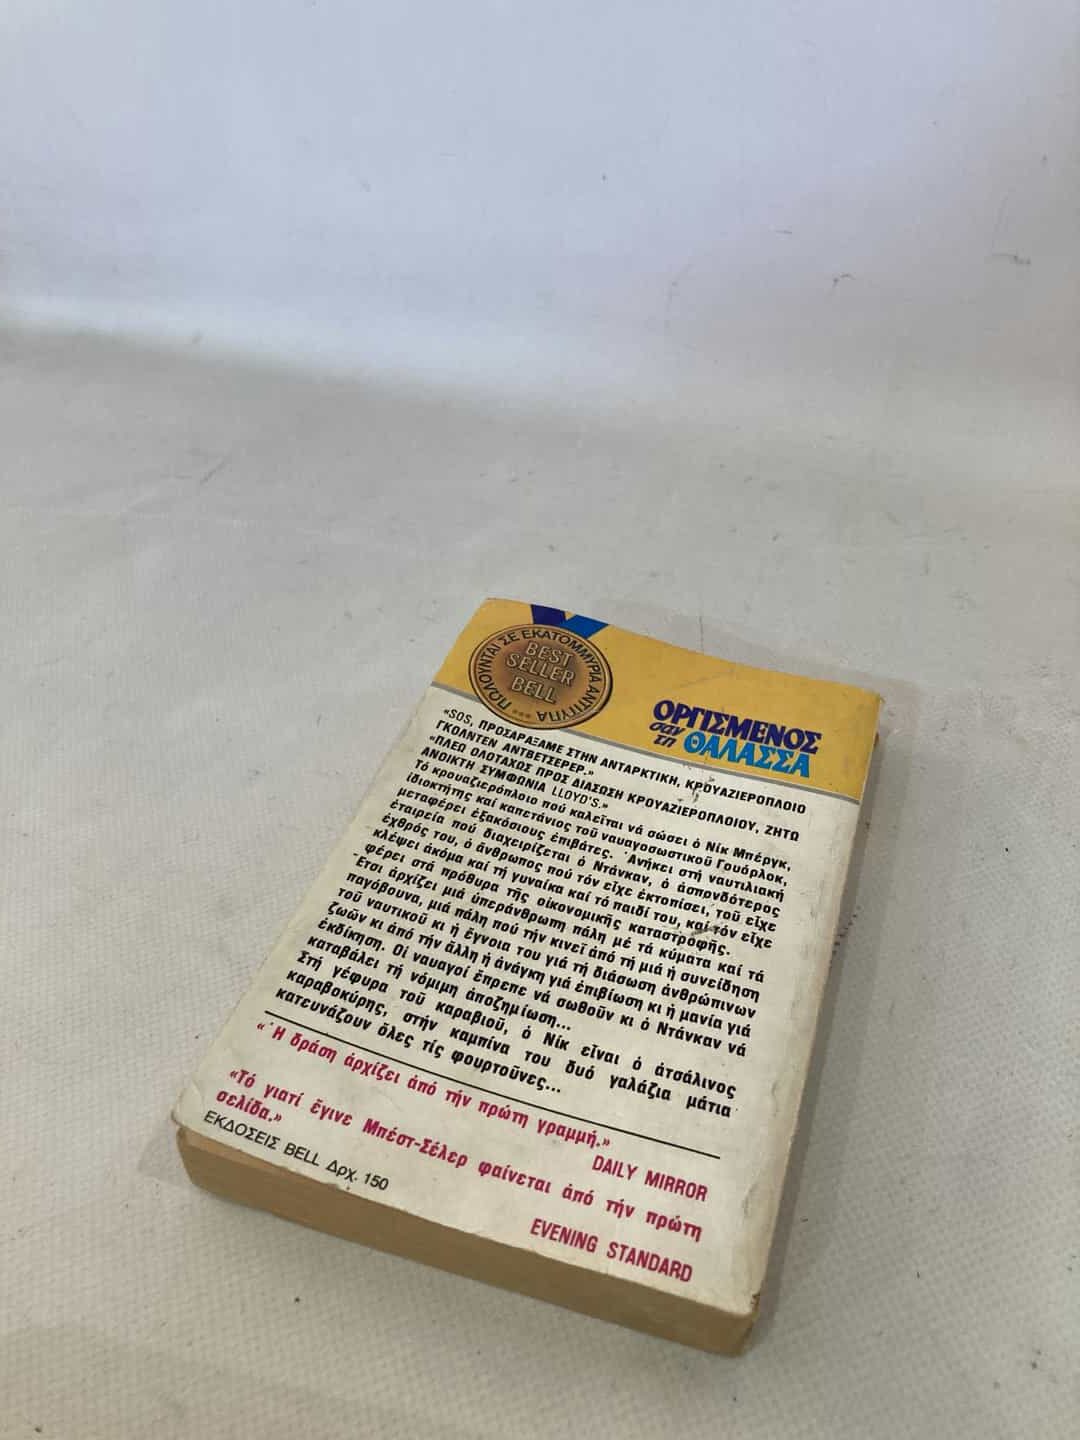 ΠΩΛΟΥΝΤΑΙ ΣΕ ΕΚΑΤΟΜΜΥΡΙΑ ΑΝΤΙΤΥΠΑ ***
BEST
SELLER
BELL
ΟΡΓΙΣΜΕΝΟΣ
σαν
ΘΑΛΑΣΣΑ
«SOS, ΠΡΟΣΑΡΑΞΑΜΕ ΣΤΗΝ ΑΝΤΑΡΚΤΙΚΗ, ΚΡΟΥΑΖΙΕΡΟΠΛΟΙΟ
ΓΚΟΛΝΤΕΝ ΑΝΤΒΕΤΣΕΡΕΡ.»
«ΠΛΕΩ ΟΛΟΤΑΧΩΣ ΠΡΟΣ ΔΙΑΣΩΣΗ ΚΡΟΥΑΖΙΕΡΟΠΛΟΙΟΥ, ΖΗΤΩ
ΑΝΟΙΚΤΗ ΣΥΜΦΩΝΙΑ LLOYD'S.»
Τό κρουαζιερόπλοιο πού καλεῖται νά σώσει ὁ Νίκ Μπέργκ,
ἰδιοκτήτης καί καπετάνιος τοῦ ναυαγοσωστικοῦ Γουόρλοκ,
μεταφέρει ἑξακόσιους ἐπιβάτες. Ἀνήκει στή ναυτιλιακή
ἑταιρεία πού διαχειρίζεται ὁ Ντάνκαν, ὁ ἀσπονδότερος
ἐχθρός του, ὁ ἄνθρωπος πού τόν εἶχε ἐκτοπίσει, τοῦ εἶχε
κλέψει ἀκόμα καί τή γυναίκα καί τό παιδί του, καί τόν εἶχε
φέρει στά πρόθυρα τῆς οἰκονομικῆς καταστροφῆς.
Ἔτσι ἀρχίζει μιά ὑπεράνθρωπη πάλη μέ τά κύματα καί τά
παγόβουνα, μιά πάλη πού τήν κινεῖ ἀπό τή μιά ἡ συνείδηση
τοῦ ναυτικοῦ κι ἡ ἔγνοια του γιά τή διάσωση ἀνθρώπινων
ζωῶν κι ἀπό τήν ἄλλη ἡ ἀνάγκη γιά ἐπιβίωση κι ἡ μανία γιά
ἐκδίκηση. Οἱ ναυαγοί ἔπρεπε νά σωθοῦν κι ὁ Ντάνκαν νά
καταβάλει τή νόμιμη ἀποζημίωση...
Στή γέφυρα τοῦ καραβιοῦ, ὁ Νίκ εἶναι ὁ ἀτσάλινος
καραβοκύρης, στήν καμπίνα του δυό γαλάζια μάτια
κατευνάζουν ὅλες τίς φουρτοῦνες...
«Ἡ δράση ἀρχίζει ἀπό τήν πρώτη γραμμή.»
DAILY MIRROR
«Τό γιατί ἔγινε Μπέστ-Σέλερ φαίνεται ἀπό τήν πρώτη
σελίδα.»
EVENING STANDARD
ΕΚΔΟΣΕΙΣ BELL Δρχ. 150